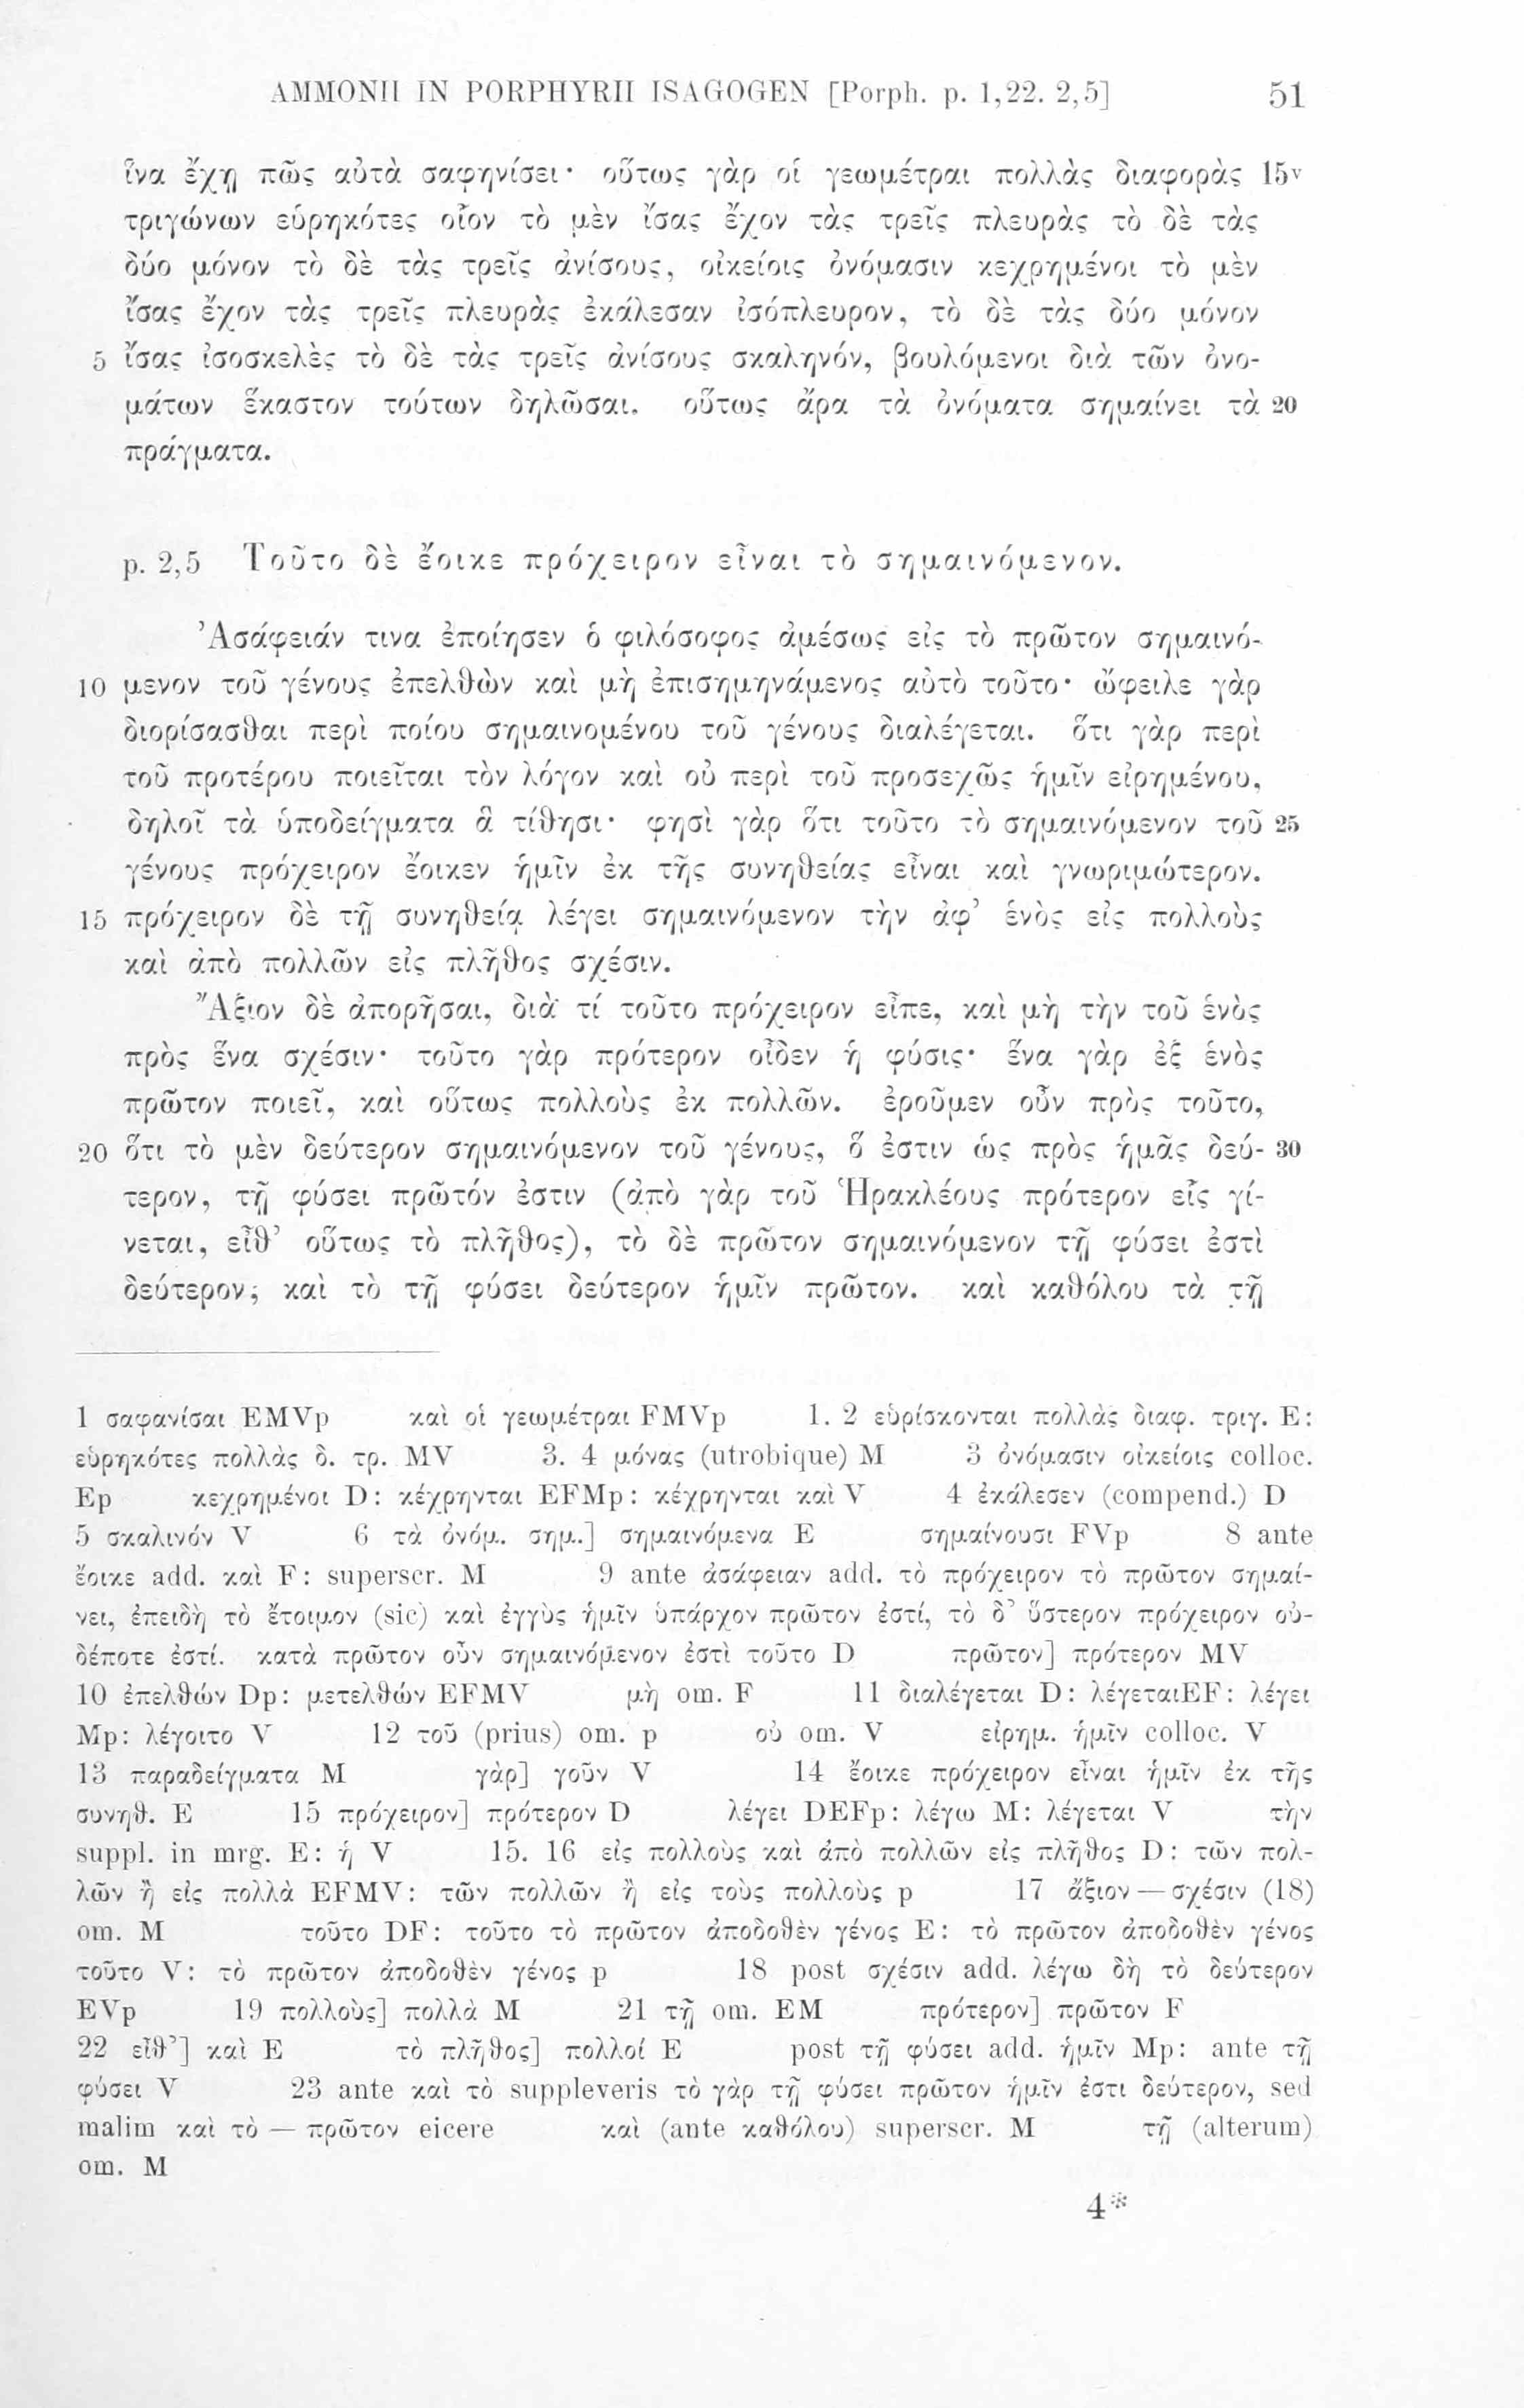 AMMONII IN PORPHYRII ISAGOGEN [Porph. p. 1,22. 2,5] 51
ἵνα ἔχῃ πῶς αὐτὰ σαφηνίσει· οὕτως γὰρ οἱ γεωμέτραι πολλὰς διαφορὰς 15v
τριγώνων εὑρηκότες οἷον τὸ μὲν ἴσας ἔχον τὰς τρεῖς πλευρὰς τὸ δὲ τὰς
δύο μόνον τὸ δὲ τὰς τρεῖς ἀνίσους, οἰκείοις ὀνόμασιν κεχρημένοι τὸ μὲν
ἴσας ἔχον τὰς τρεῖς πλευρὰς ἐκάλεσαν ἰσόπλευρον, τὸ δὲ τὰς δύο μόνον
5 ἴσας ἰσοσκελὲς τὸ δὲ τὰς τρεῖς ἀνίσους σκαληνόν, βουλόμενοι διὰ τῶν ὀνο-
μάτων ἕκαστον τούτων δηλῶσαι. οὕτως ἄρα τὰ ὀνόματα σημαίνει τὰ 20
πράγματα.
p. 2,5 Τοῦτο δὲ ἔοικε πρόχειρον εἶναι τὸ σημαινόμενον.
Ἀσάφειάν τινα ἐποίησεν ὁ φιλόσοφος ἀμέσως εἰς τὸ πρῶτον σημαινό-
10 μενον τοῦ γένους ἐπελθὼν καὶ μὴ ἐπισημηνάμενος αὐτὸ τοῦτο· ὤφειλε γὰρ
διορίσασθαι περὶ ποίου σημαινομένου τοῦ γένους διαλέγεται. ὅτι γὰρ περὶ
τοῦ προτέρου ποιεῖται τὸν λόγον καὶ οὐ περὶ τοῦ προσεχῶς ἡμῖν εἰρημένου,
δηλοῖ τὰ ὑποδείγματα ἃ τίθησι· φησὶ γὰρ ὅτι τοῦτο τὸ σημαινόμενον τοῦ 25
γένους πρόχειρον ἔοικεν ἡμῖν ἐκ τῆς συνηθείας εἶναι καὶ γνωριμώτερον.
15 πρόχειρον δὲ τῇ συνηθείᾳ λέγει σημαινόμενον τὴν ἀφ’ ἑνὸς εἰς πολλοὺς
καὶ ἀπὸ πολλῶν εἰς πλῆθος σχέσιν.
Ἄξιον δὲ ἀπορῆσαι, διὰ τί τοῦτο πρόχειρον εἶπε, καὶ μὴ τὴν τοῦ ἑνὸς
πρὸς ἕνα σχέσιν· τοῦτο γὰρ πρότερον οἶδεν ἡ φύσις· ἕνα γὰρ ἐξ ἑνὸς
πρῶτον ποιεῖ, καὶ οὕτως πολλοὺς ἐκ πολλῶν. ἐροῦμεν οὖν πρὸς τοῦτο,
20 ὅτι τὸ μὲν δεύτερον σημαινόμενον τοῦ γένους, ὅ ἐστιν ὡς πρὸς ἡμᾶς δεύ- 30
τερον, τῇ φύσει πρῶτόν ἐστιν (ἀπὸ γὰρ τοῦ Ἡρακλέους πρότερον εἷς γί-
νεται, εἶθ’ οὕτως τὸ πλῆθος), τὸ δὲ πρῶτον σημαινόμενον τῇ φύσει ἐστὶ
δεύτερον, καὶ τὸ τῇ φύσει δεύτερον ἡμῖν πρῶτον. καὶ καθόλου τὰ τῇ
1 σαφανίσαι EMVp καὶ οἱ γεωμέτραι FMVp 1. 2 εὑρίσκονται πολλὰς διαφ. τριγ. E:
εὑρηκότες πολλὰς δ. τρ. MV 3. 4 μόνας (utrobique) M 3 ὀνόμασιν οἰκείοις colloc.
Ep κεχρημένοι D: κέχρηνται EFMp: κέχρηνται καὶ V 4 ἐκάλεσεν (compend.) D
5 σκαλινόν V 6 τὰ ὀνόμ. σημ.] σημαινόμενα E σημαίνουσι FVp 8 ante
ἔοικε add. καὶ F: superscr. M 9 ante ἀσάφειαν add. τὸ πρόχειρον τὸ πρῶτον σημαί-
νει, ἐπειδὴ τὸ ἕτοιμον (sic) καὶ ἐγγὺς ἡμῖν ὑπάρχον πρῶτον ἐστί, τὸ δ’ ὕστερον πρόχειρον οὐ-
δέποτε ἐστί. κατὰ πρῶτον οὖν σημαινόμενον ἐστὶ τοῦτο D πρῶτον] πρότερον MV
10 ἐπελθών Dp: μετελθών EFMV μὴ om. F 11 διαλέγεται D: λέγεταιEF: λέγει
Mp: λέγοιτο V 12 τοῦ (prius) om. p οὐ om. V εἰρημ. ἡμῖν colloc. V
13 παραδείγματα M γὰρ] γοῦν V 14 ἔοικε πρόχειρον εἶναι ἡμῖν ἐκ τῆς
συνηθ. E 15 πρόχειρον] πρότερον D λέγει DEFp: λέγω M: λέγεται V τὴν
suppl. in mrg. E: ἡ V 15. 16 εἰς πολλοὺς καὶ ἀπὸ πολλῶν εἰς πλῆθος D: τῶν πολ-
λῶν ἢ εἰς πολλὰ EFMV: τῶν πολλῶν ἢ εἰς τοὺς πολλοὺς p 17 ἄξιον — σχέσιν (18)
om. M τοῦτο DF: τοῦτο τὸ πρῶτον ἀποδοθὲν γένος E: τὸ πρῶτον ἀποδοθὲν γένος
τοῦτο V: τὸ πρῶτον ἀποδοθὲν γένος p 18 post σχέσιν add. λέγω δὴ τὸ δεύτερον
EVp 19 πολλοὺς] πολλὰ M 21 τῇ om. EM πρότερον] πρῶτον F
22 εἶθ’] καὶ E τὸ πλῆθος] πολλοί E post τῇ φύσει add. ἡμῖν Mp: ante τῇ
φύσει V 23 ante καὶ τὸ suppleveris τὸ γὰρ τῇ φύσει πρῶτον ἡμῖν ἐστι δεύτερον, sed
malim καὶ τὸ — πρῶτον eicere καὶ (ante καθόλου) superscr. M τῇ (alterum)
om. M
4*